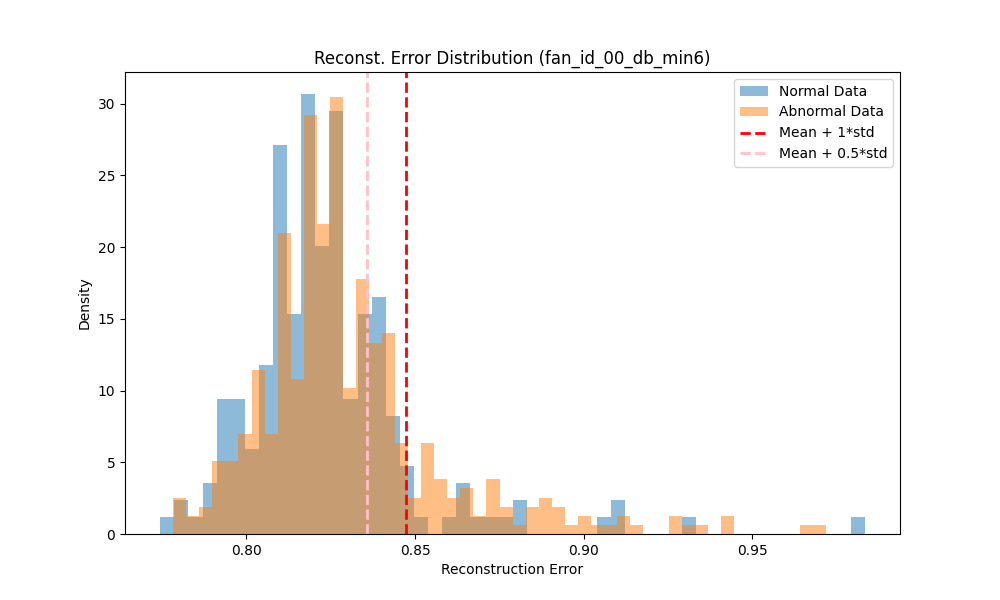 Reconst. Error Distribution (fan_id_00_db_min6)
Normal Data
Abnormal Data
Mean + 1*std
Mean + 0.5*std
Density
30
25
20
15
10
5
0
0.80
0.85
0.90
0.95
Reconstruction Error